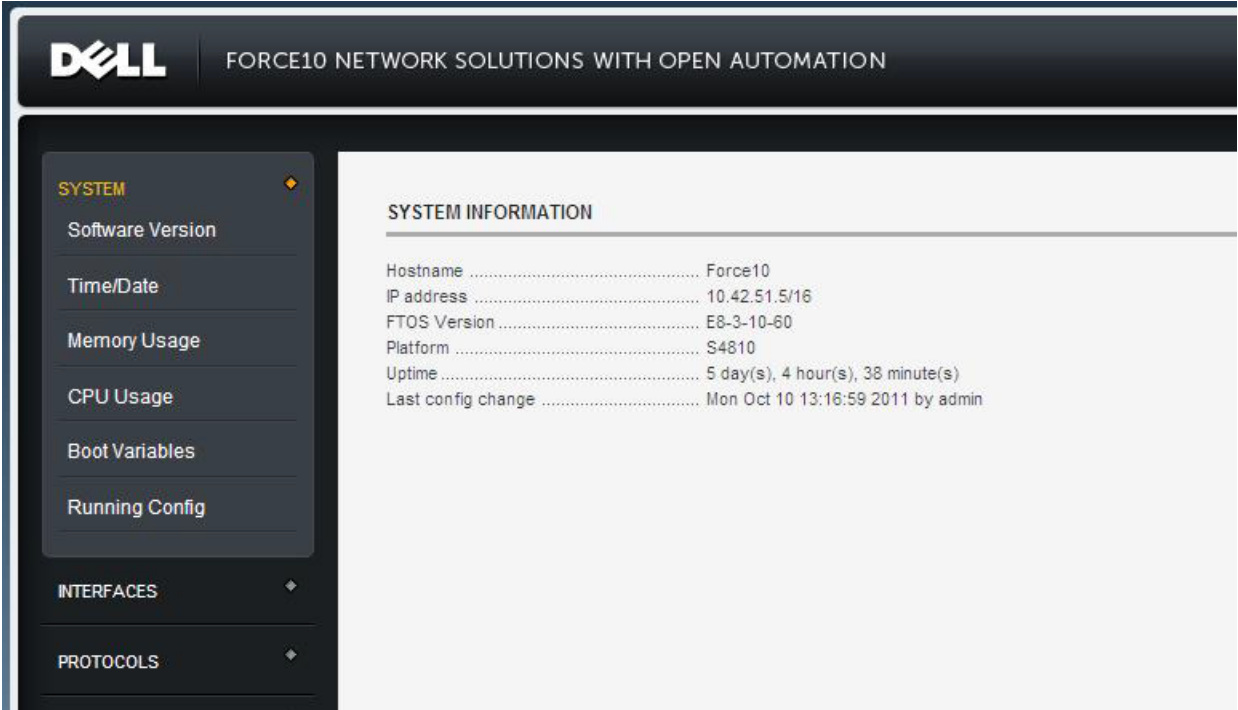 DELL
FORCE10 NETWORK SOLUTIONS WITH OPEN AUTOMATION
SYSTEM
Software Version
Time/Date
Memory Usage
CPU Usage
Boot Variables
Running Config
INTERFACES
PROTOCOLS
SYSTEM INFORMATION
Hostname ............................................. Force10
IP address ............................................ 10.42.51.5/16
FTOS Version ....................................... E8-3-10-60
Platform ................................................ S4810
Uptime ................................................... 5 day(s), 4 hour(s), 38 minute(s)
Last config change ............................... Mon Oct 10 13:16:59 2011 by admin